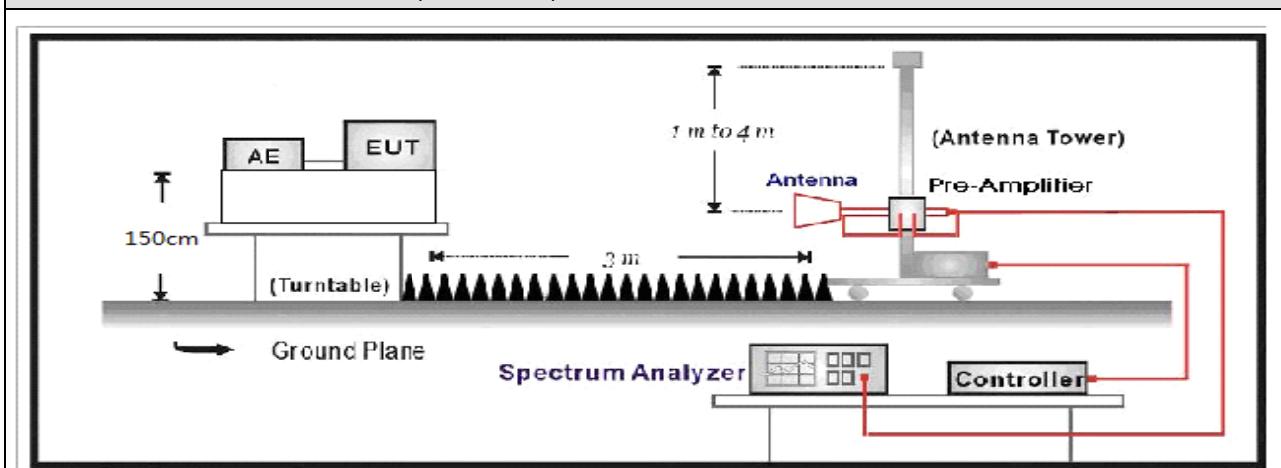 1 m to 4 m
(Antenna Tower)
AE
EUT
Antenna
Pre-Amplifier
150cm
3 m
(Turntable)
Ground Plane
Spectrum Analyzer
Controller